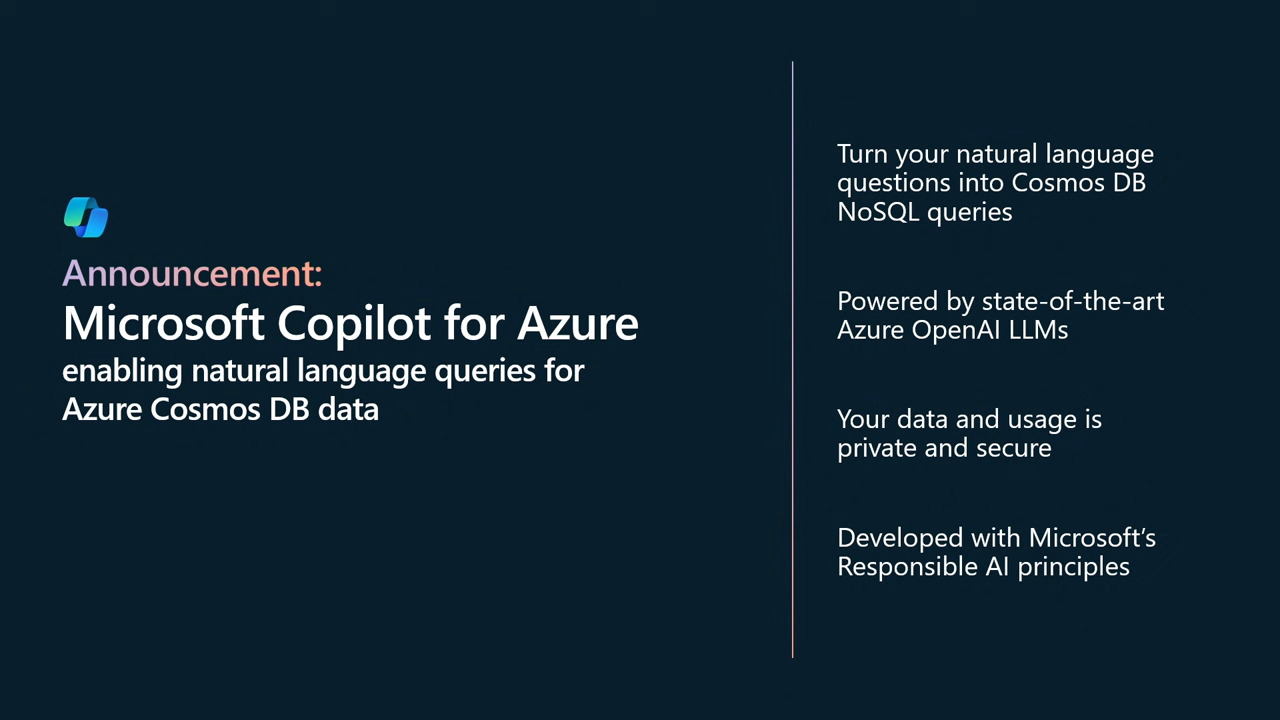 Announcement:
Microsoft Copilot for Azure
enabling natural language queries for
Azure Cosmos DB data
Turn your natural language
questions into Cosmos DB
NoSQL queries
Powered by state-of-the-art
Azure OpenAI LLMs
Your data and usage is
private and secure
Developed with Microsoft’s
Responsible AI principles